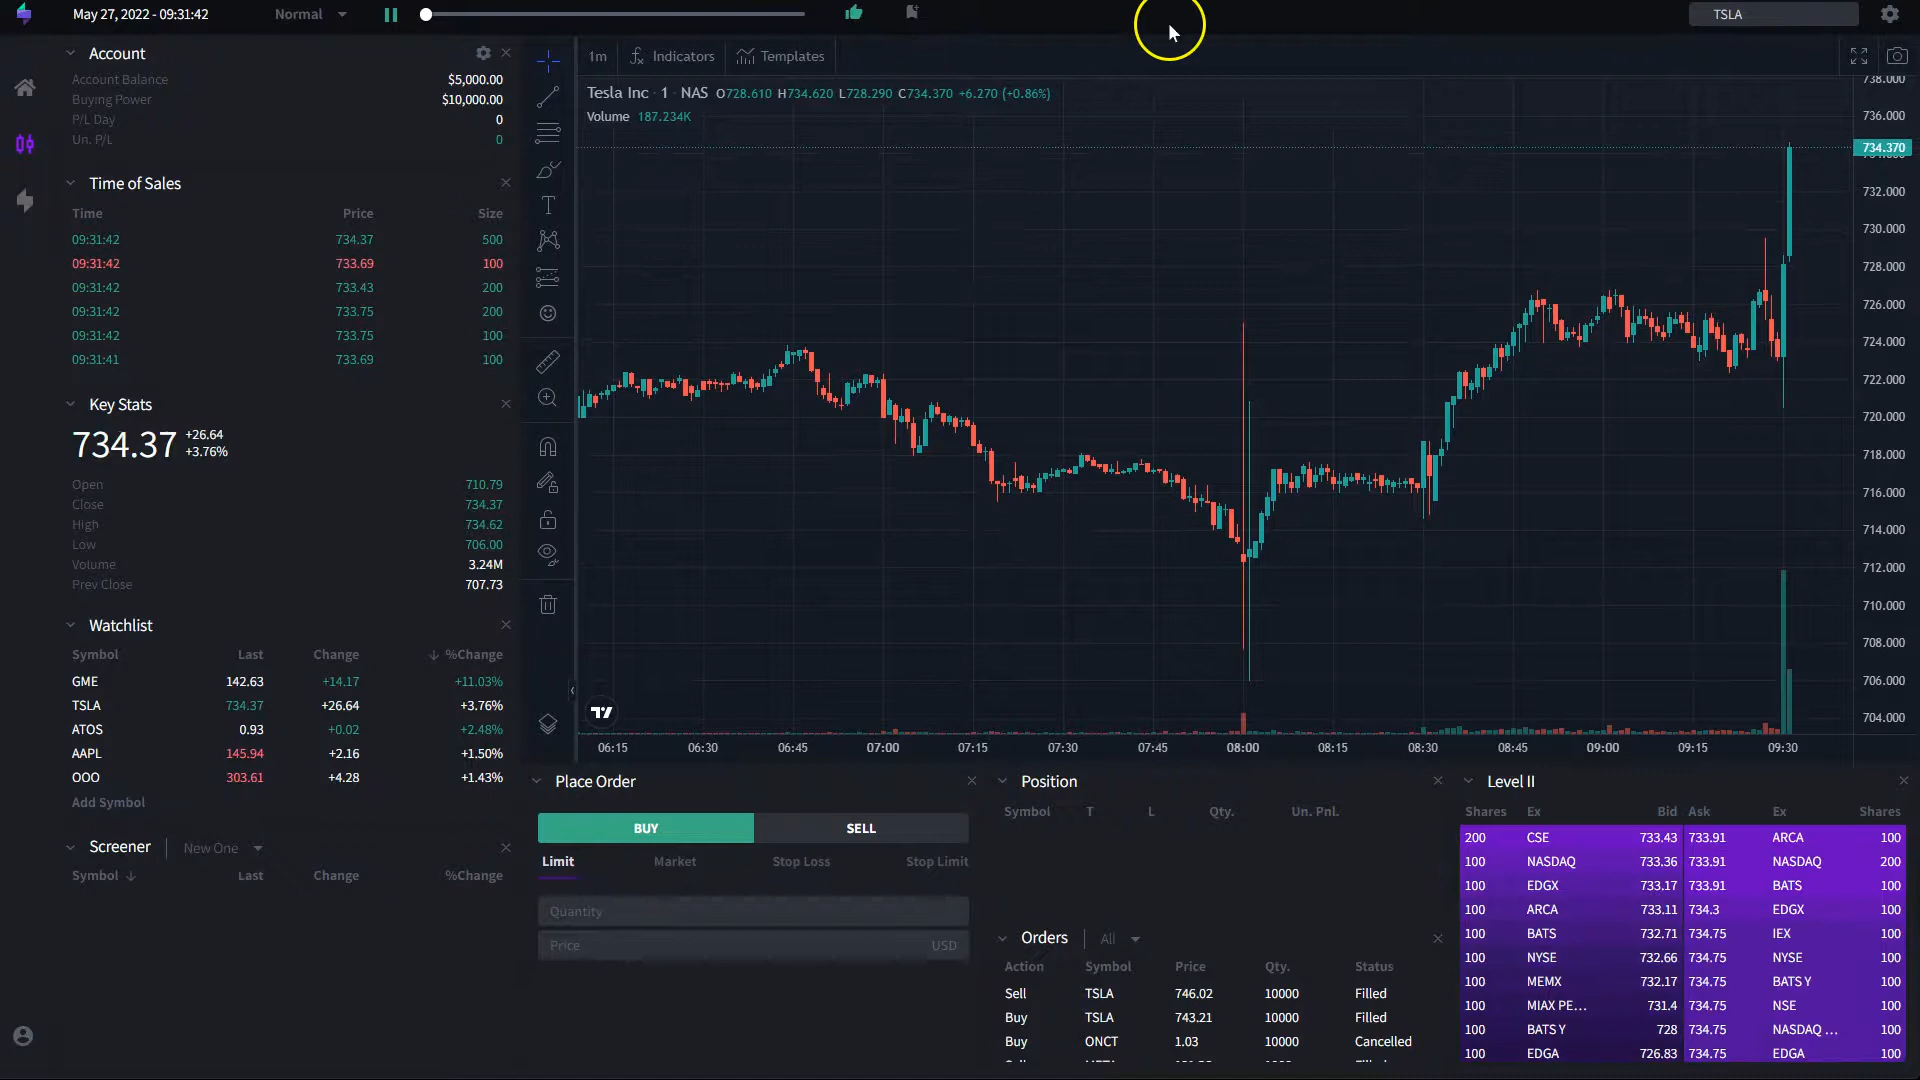 May 27, 2022 - 09:31:42 Normal TSLA
Account
Account Balance $5,000.00
Buying Power $10,000.00
P/L Day 0
Un. P/L 0
Time of Sales
Time Price Size
09:31:42 734.37 500
09:31:42 733.69 100
09:31:42 733.43 200
09:31:42 733.75 200
09:31:42 733.75 100
09:31:41 733.69 100
Key Stats
734.37 +26.64
+3.76%
Open 710.79
Close 734.37
High 734.62
Low 706.00
Volume 3.24M
Prev Close 707.73
Watchlist
Symbol Last Change %Change
GME 142.63 +14.17 +11.03%
TSLA 734.37 +26.64 +3.76%
ATOS 0.93 +0.02 +2.48%
AAPL 145.94 +2.16 +1.50%
OOO 303.61 +4.28 +1.43%
Add Symbol
Screener New One
Symbol Last Change %Change
1m Indicators Templates
Tesla Inc · 1 · NAS O728.610 H734.620 L728.290 C734.370 +6.270 (+0.86%)
Volume 187.234K
738.000
736.000
734.370
732.000
730.000
728.000
726.000
724.000
722.000
720.000
718.000
716.000
714.000
712.000
710.000
708.000
706.000
704.000
06:15 06:30 06:45 07:00 07:15 07:30 07:45 08:00 08:15 08:30 08:45 09:00 09:15 09:30
Place Order
BUY SELL
Limit Market Stop Loss Stop Limit
Quantity
Price USD
Position
Symbol T L Qty. Un. Pnl.
Orders All
Action Symbol Price Qty. Status
Sell TSLA 746.02 10000 Filled
Buy TSLA 743.21 10000 Filled
Buy ONCT 1.03 10000 Cancelled
Level II
Shares Ex Bid Ask Ex Shares
200 CSE 733.43 733.91 ARCA 100
100 NASDAQ 733.36 733.91 NASDAQ 200
100 EDGX 733.17 733.91 BATS 100
100 ARCA 733.11 734.3 EDGX 100
100 BATS 732.71 734.75 IEX 100
100 NYSE 732.66 734.75 NYSE 100
100 MEMX 732.17 734.75 BATS Y 100
100 MIAX PE... 731.4 734.75 NSE 100
100 BATS Y 728 734.75 NASDAQ ... 100
100 EDGA 726.83 734.75 EDGA 100